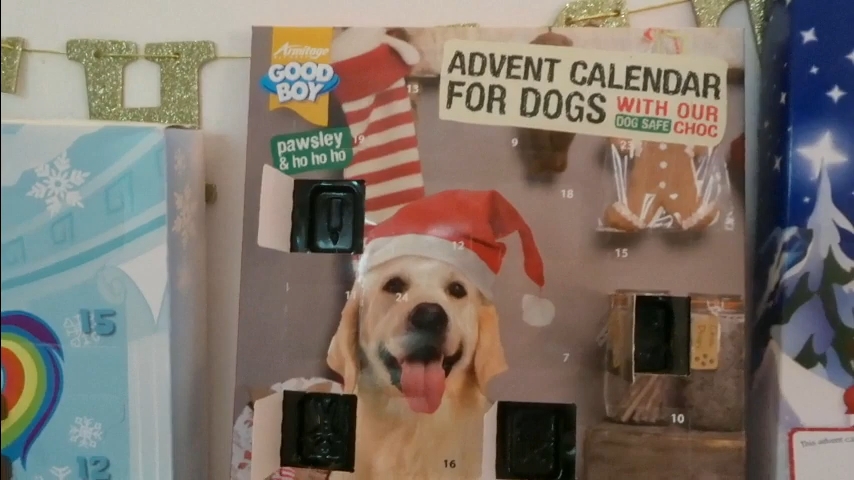 Armitage
GOOD
BOY
ADVENT CALENDAR
FOR DOGS WITH OUR
DOG SAFE CHOC
pawsley
& ho ho ho
13
19
9
23
18
12
15
24
7
10
16
15
12